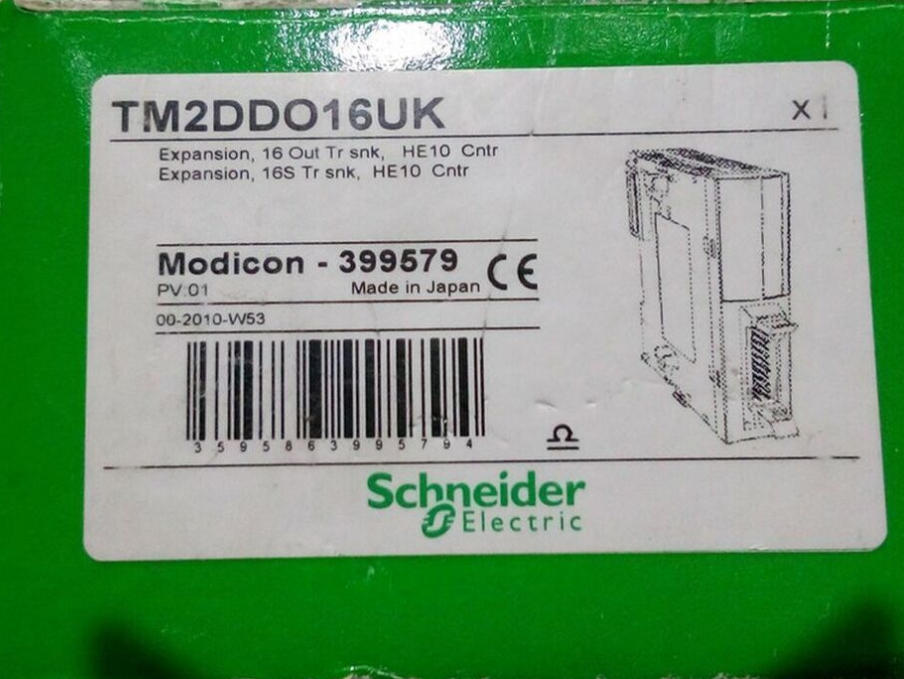 TM2DDO16UK
X 1
Expansion, 16 Out Tr snk, HE10 Cntr
Expansion, 16S Tr snk, HE10 Cntr
Modicon - 399579 CE
PV:01 Made in Japan
00-2010-W53
3 5 9 5 8 6 3 9 9 5 7 9 4
Schneider
Electric